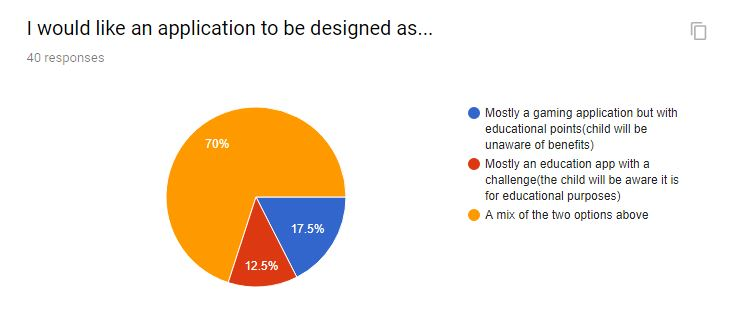 I would like an application to be designed as...
40 responses
70%
17.5%
12.5%
Mostly a gaming application but with
educational points(child will be
unaware of benefits)
Mostly an education app with a
challenge(the child will be aware it is
for educational purposes)
A mix of the two options above